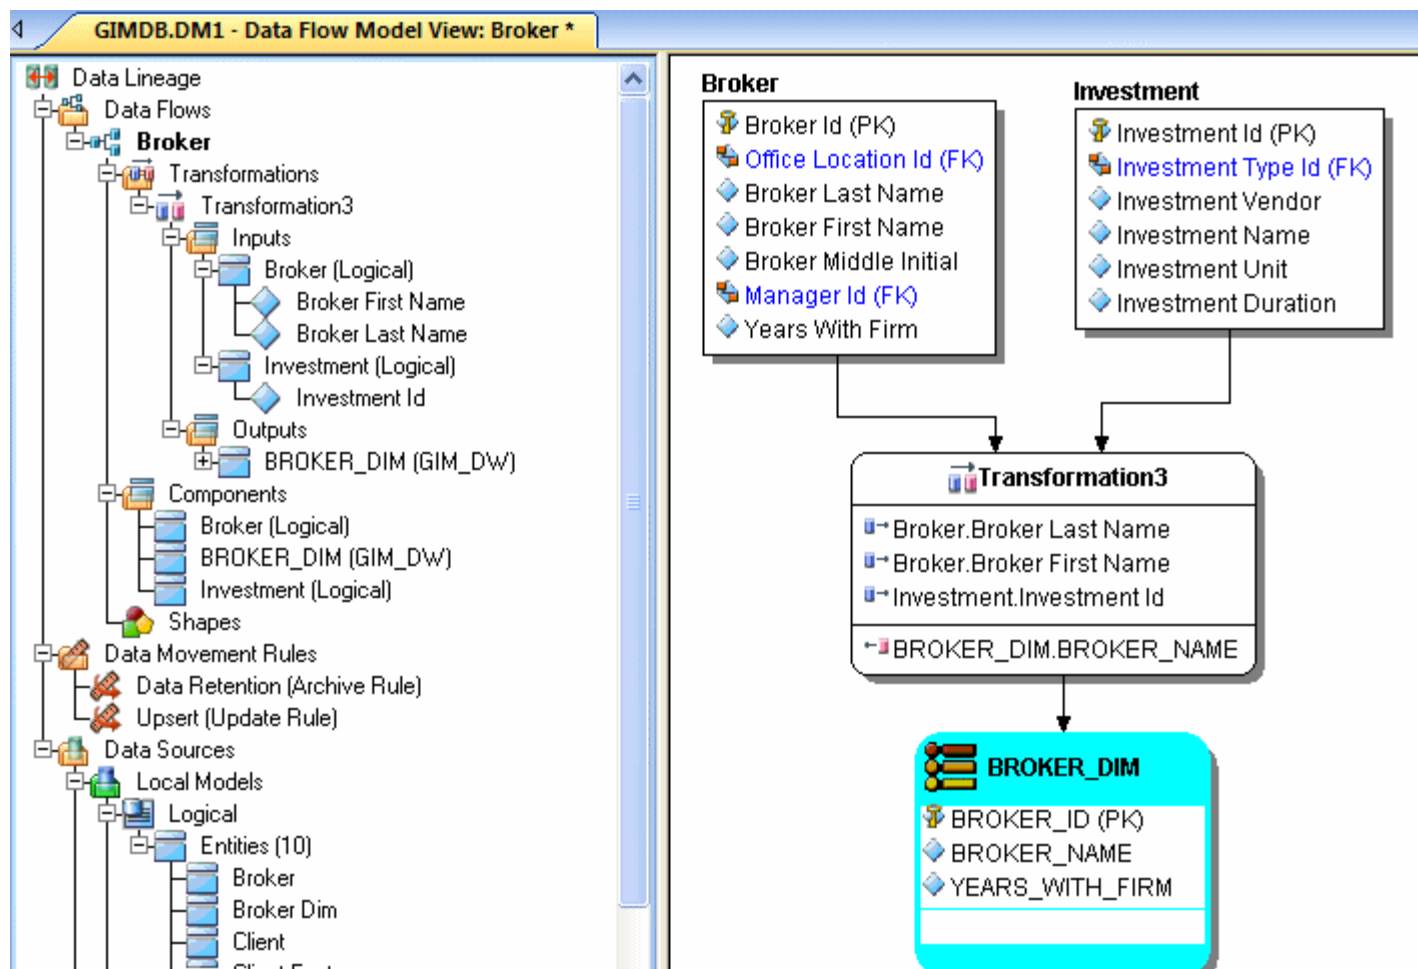 GIMDB.DM1 - Data Flow Model View: Broker *
Data Lineage
Data Flows
Broker
Transformations
Transformation3
Inputs
Broker (Logical)
Broker First Name
Broker Last Name
Investment (Logical)
Investment Id
Outputs
BROKER_DIM (GIM_DW)
Components
Broker (Logical)
BROKER_DIM (GIM_DW)
Investment (Logical)
Shapes
Data Movement Rules
Data Retention (Archive Rule)
Upsert (Update Rule)
Data Sources
Local Models
Logical
Entities (10)
Broker
Broker Dim
Client
Broker
Broker Id (PK)
Office Location Id (FK)
Broker Last Name
Broker First Name
Broker Middle Initial
Manager Id (FK)
Years With Firm
Investment
Investment Id (PK)
Investment Type Id (FK)
Investment Vendor
Investment Name
Investment Unit
Investment Duration
Transformation3
Broker.Broker Last Name
Broker.Broker First Name
Investment.Investment Id
BROKER_DIM.BROKER_NAME
BROKER_DIM
BROKER_ID (PK)
BROKER_NAME
YEARS_WITH_FIRM